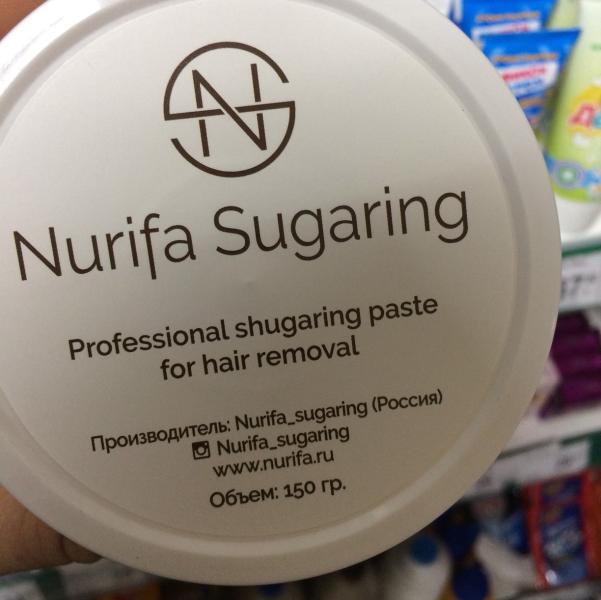 Nurifa Sugaring
Professional shugaring paste
for hair removal
Производитель: Nurifa_sugaring (Россия)
Nurifa_sugaring
www.nurifa.ru
Объем: 150 гр.